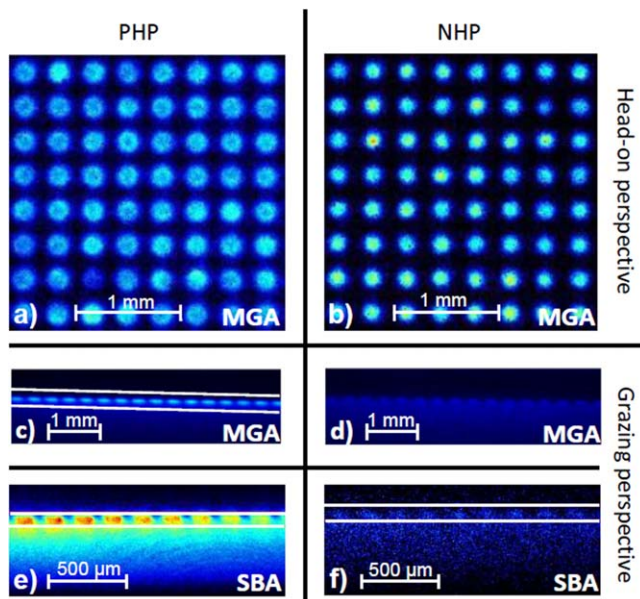 PHP
NHP
Head-on perspective
1 mm
a)
MGA
1 mm
b)
MGA
Grazing perspective
1 mm
c)
MGA
1 mm
d)
MGA
500 μm
e)
SBA
500 μm
f)
SBA